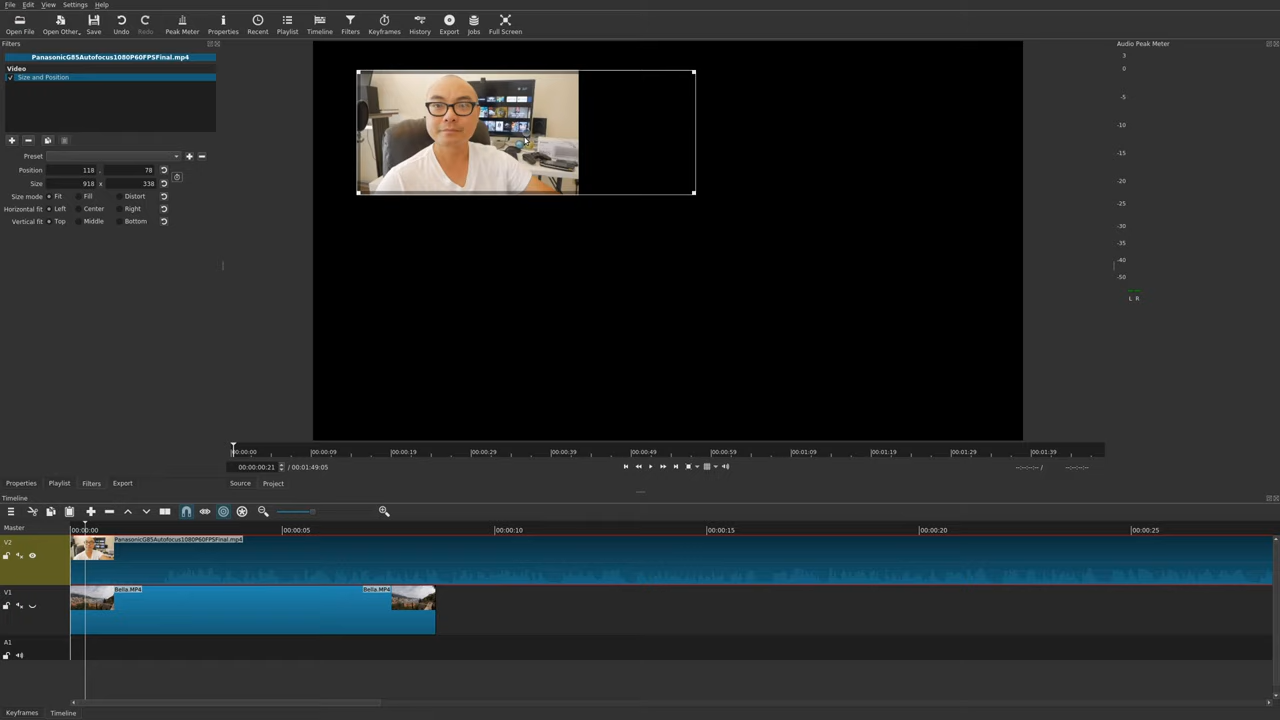 File Edit View Settings Help
Open File Open Other.. Save Undo Redo Peak Meter Properties Recent Playlist Timeline Filters Keyframes History Export Jobs Full Screen
Filters
Audio Peak Meter
PanasonicG85Autofocus1080P60FPSFinal.mp4
Video
Size and Position
Preset
Position 118 , 78
Size 918 x 338
Size mode Fit Fill Distort
Horizontal fit Left Center Right
Vertical fit Top Middle Bottom
3
0
-5
-10
-15
-20
-25
-30
-35
-40
-50
L R
00:00:00 00:00:09 00:00:19 00:00:29 00:00:39 00:00:49 00:00:59 00:01:09 00:01:19 00:01:29 00:01:39
00:00:00:21 / 00:01:49:05 --:--:--:-- / --:--:--:--
Properties Playlist Filters Export Source Project
Timeline
Master 00:00:00 00:00:05 00:00:10 00:00:15 00:00:20 00:00:25
V2 PanasonicG85Autofocus1080P60FPSFinal.mp4
V1 Bella.MP4 Bella.MP4
A1
Keyframes Timeline